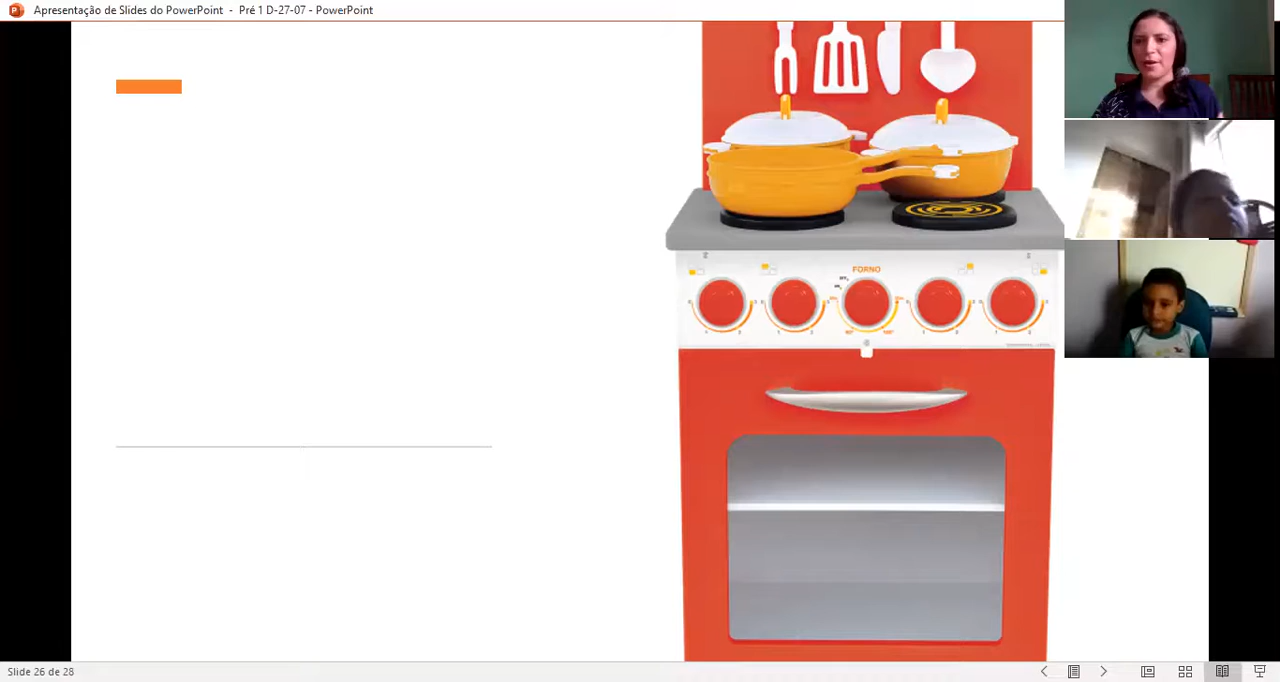 Apresentação de Slides do PowerPoint - Pré 1 D-27-07 - PowerPoint
FORNO
Slide 26 de 28